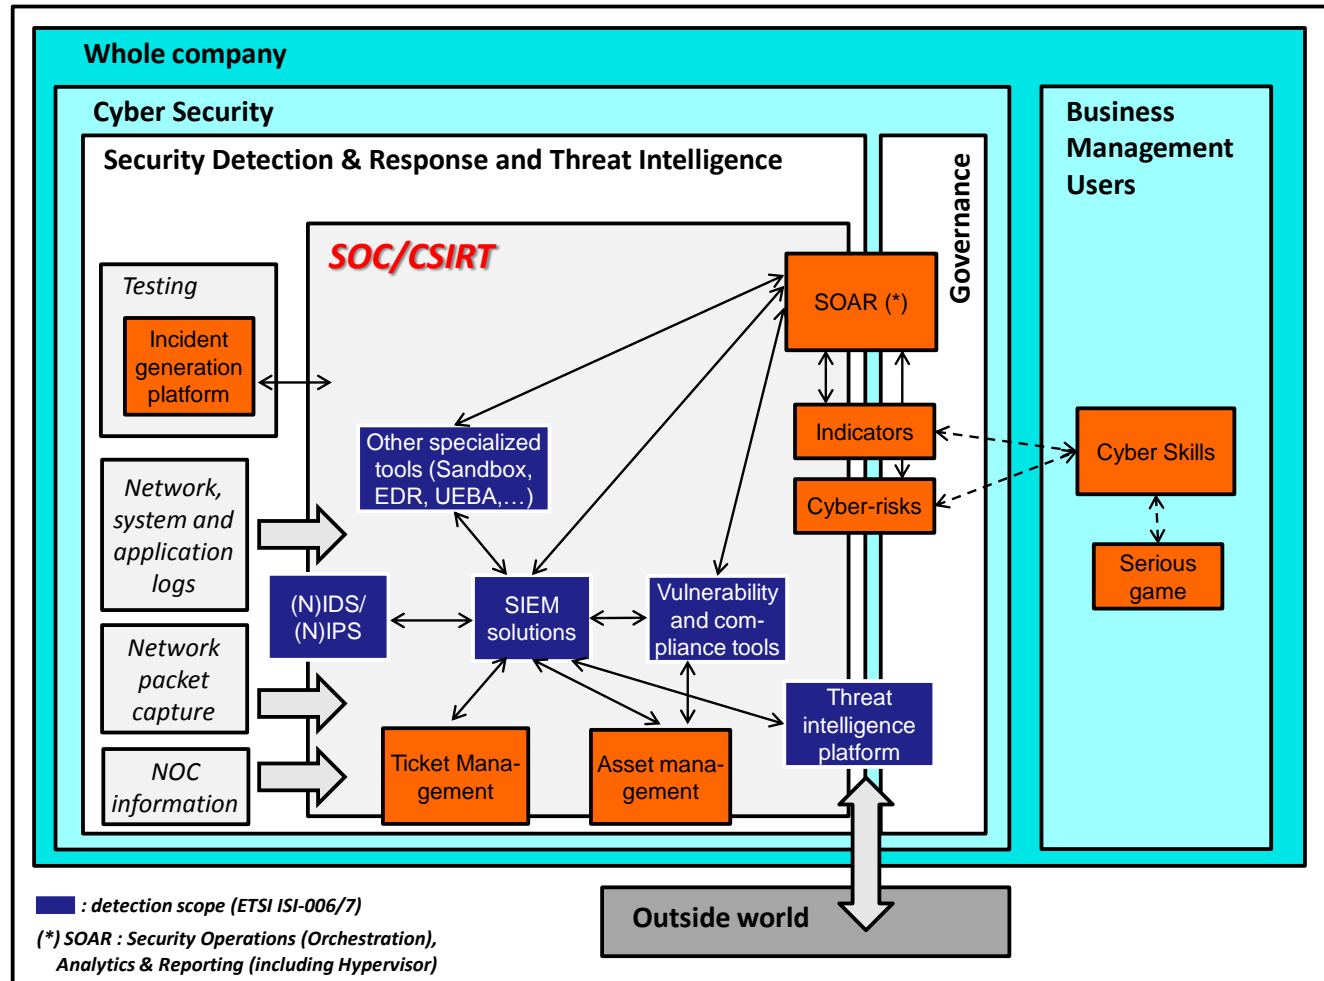 Whole company
Cyber Security
Security Detection & Response and Threat Intelligence
Governance
Business
Management
Users
SOC/CSIRT
Testing
Incident
generation
platform
SOAR (*)
Indicators
Cyber-risks
Cyber Skills
Serious
game
Other specialized
tools (Sandbox,
EDR, UEBA,…)
Network,
system and
application
logs
(N)IDS/
(N)IPS
SIEM
solutions
Vulnerability
and com-
pliance tools
Network
packet
capture
Threat
intelligence
platform
NOC
information
Ticket Mana-
gement
Asset mana-
gement
Outside world
: detection scope (ETSI ISI-006/7)
(*) SOAR : Security Operations (Orchestration),
Analytics & Reporting (including Hypervisor)